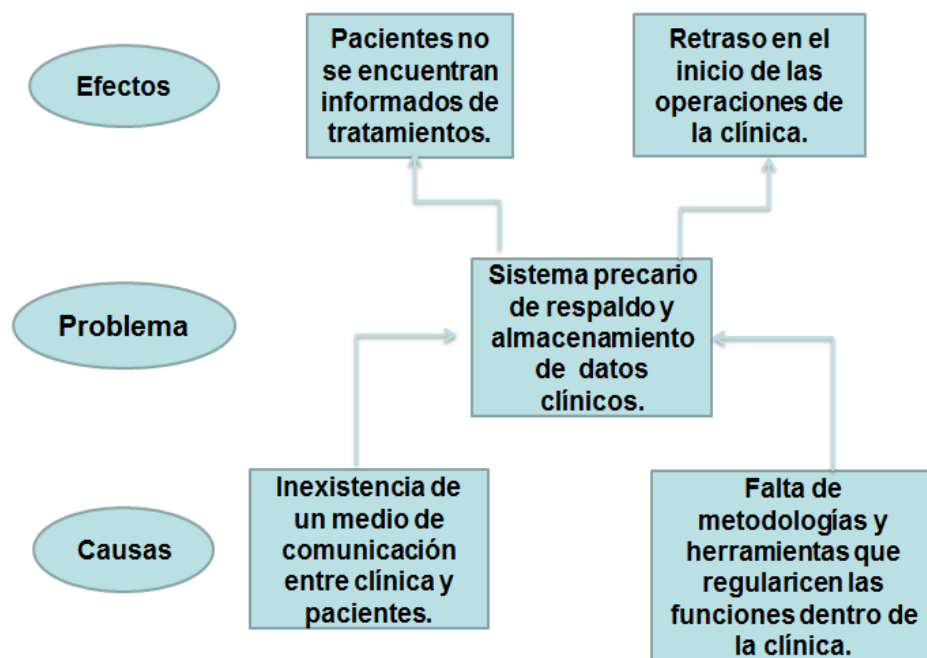 Efectos
Pacientes no
se encuentran
informados de
tratamientos.
Retraso en el
inicio de las
operaciones de
la clínica.
Problema
Sistema precario
de respaldo y
almacenamiento
de datos
clínicos.
Causas
Inexistencia de
un medio de
comunicación
entre clínica y
pacientes.
Falta de
metodologías y
herramientas que
regularicen las
funciones dentro de
la clínica.